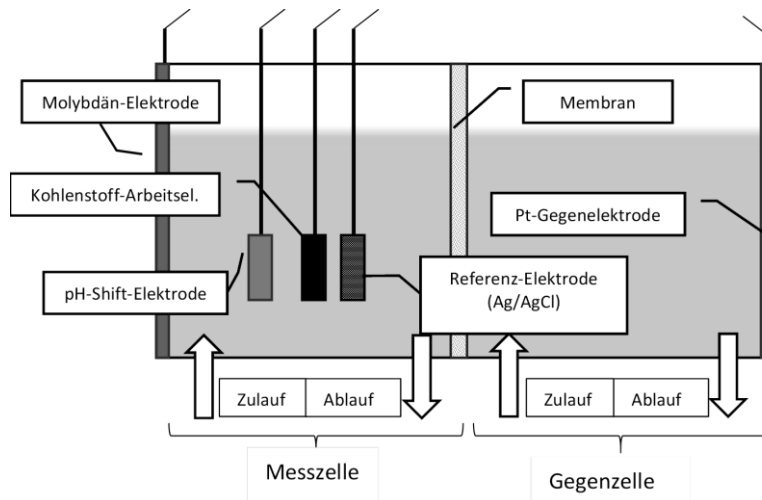 Molybdän-Elektrode
Membran
Kohlenstoff-Arbeitsel.
Pt-Gegenelektrode
pH-Shift-Elektrode
Referenz-Elektrode
(Ag/AgCl)
Zulauf
Ablauf
Zulauf
Ablauf
Messzelle
Gegenzelle